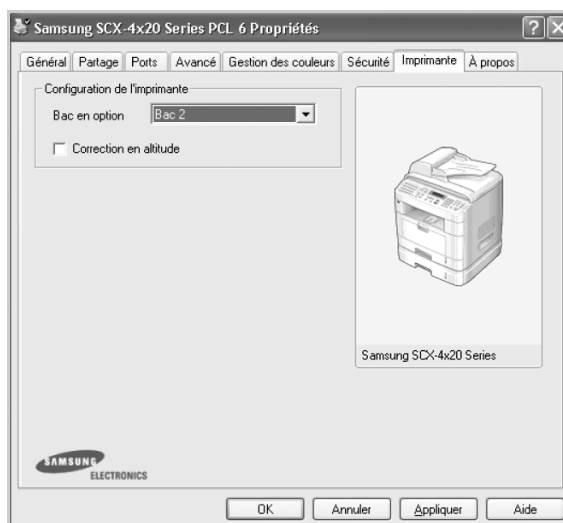 Samsung SCX-4x20 Series PCL 6 Propriétés
Général Partage Ports Avancé Gestion des couleurs Sécurité Imprimante À propos
Configuration de l'imprimante
Bac en option Bac 2
Correction en altitude
Samsung SCX-4x20 Series
SAMSUNG
ELECTRONICS
OK Annuler Appliquer Aide